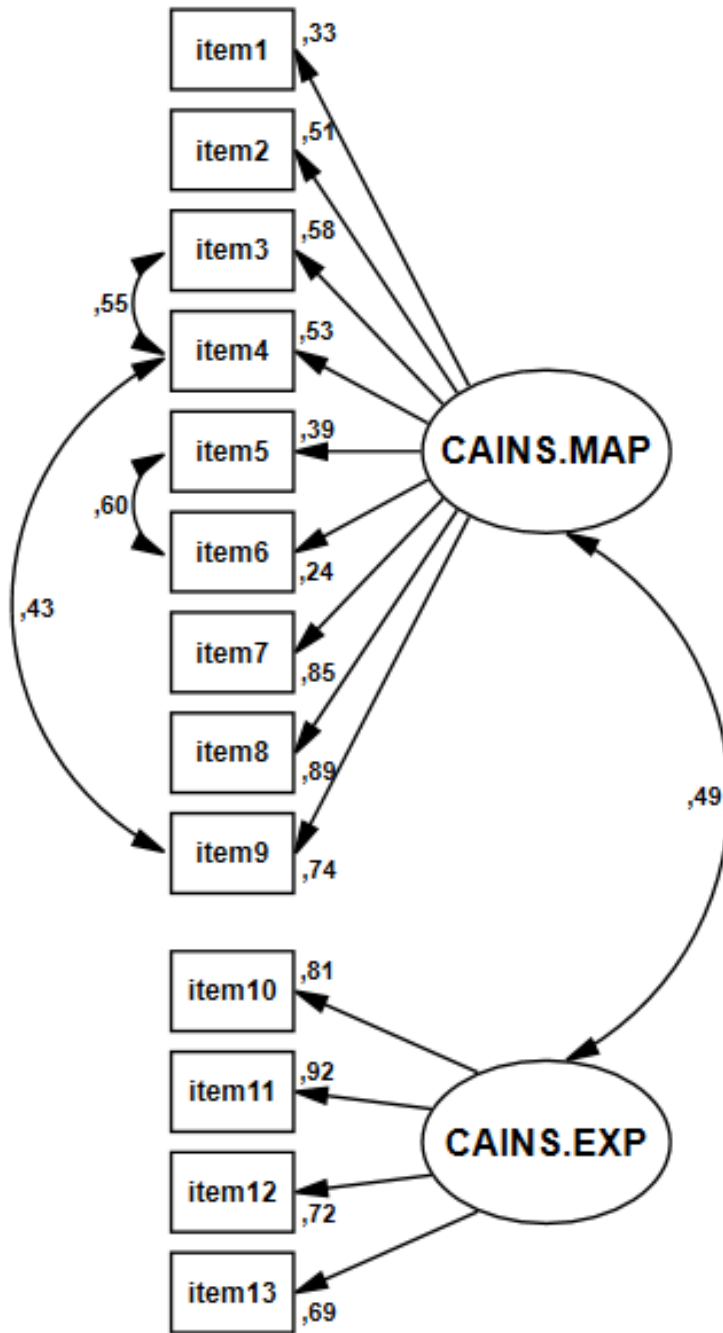 item1
,33
item2
,51
item3
,58
,55
item4
,53
item5
,39
CAINS.MAP
,60
item6
,24
,43
item7
,85
item8
,89
,49
item9
,74
item10
,81
item11
,92
CAINS.EXP
item12
,72
item13
,69